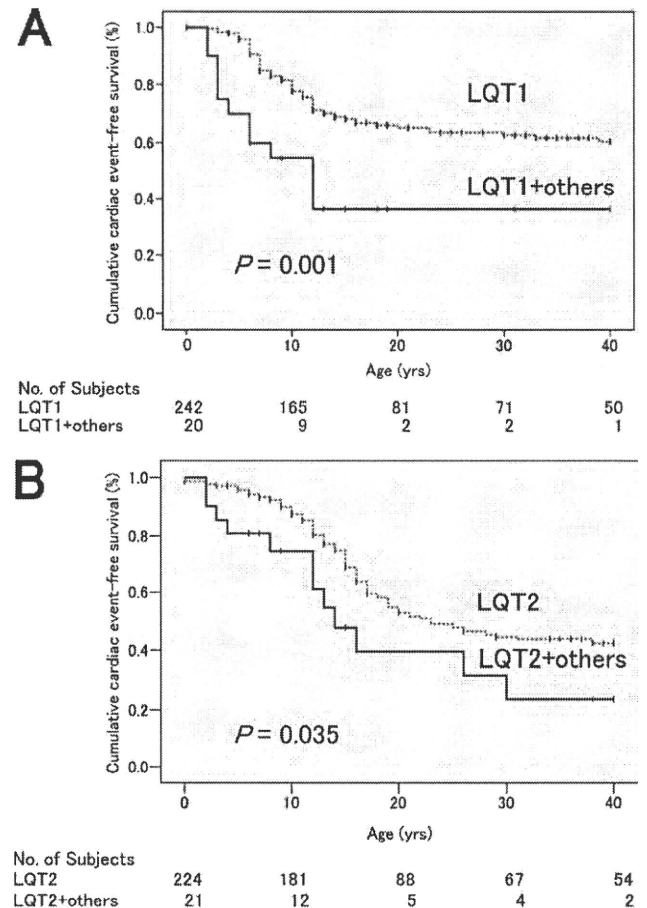 A
Cumulative cardiac event-free survival (%)
1.0
0.8
0.6
0.4
0.2
0.0
LQT1
LQT1+others
P = 0.001
0 10 20 30 40
Age (yrs)
No. of Subjects
LQT1 242 165 81 71 50
LQT1+others 20 9 2 2 1
B
Cumulative cardiac event-free survival (%)
1.0
0.8
0.6
0.4
0.2
0.0
LQT2
LQT2+others
P = 0.035
0 10 20 30 40
Age (yrs)
No. of Subjects
LQT2 224 181 88 67 54
LQT2+others 21 12 5 4 2